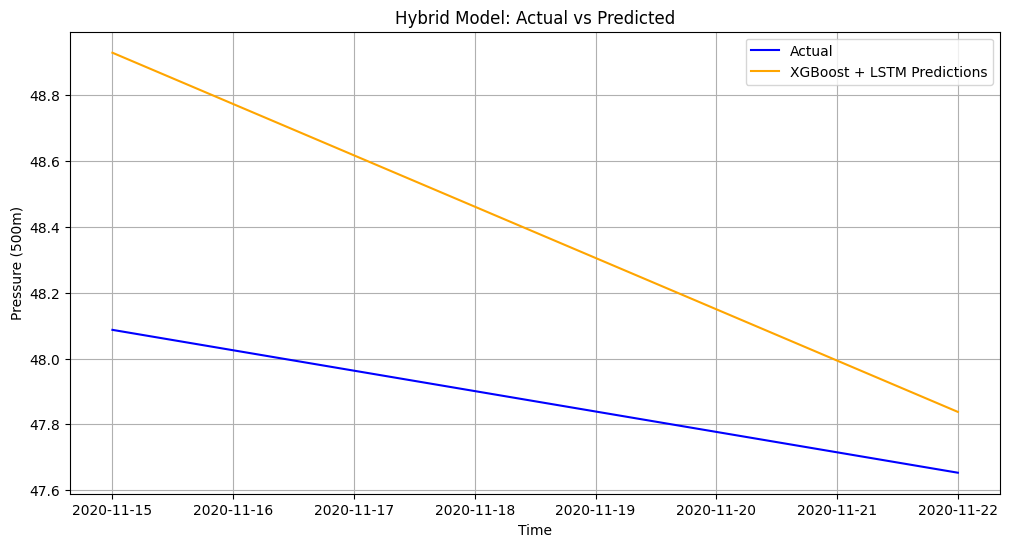 Hybrid Model: Actual vs Predicted
Actual
XGBoost + LSTM Predictions
Pressure (500m)
48.8
48.6
48.4
48.2
48.0
47.8
47.6
2020-11-15 2020-11-16 2020-11-17 2020-11-18 2020-11-19 2020-11-20 2020-11-21 2020-11-22
Time